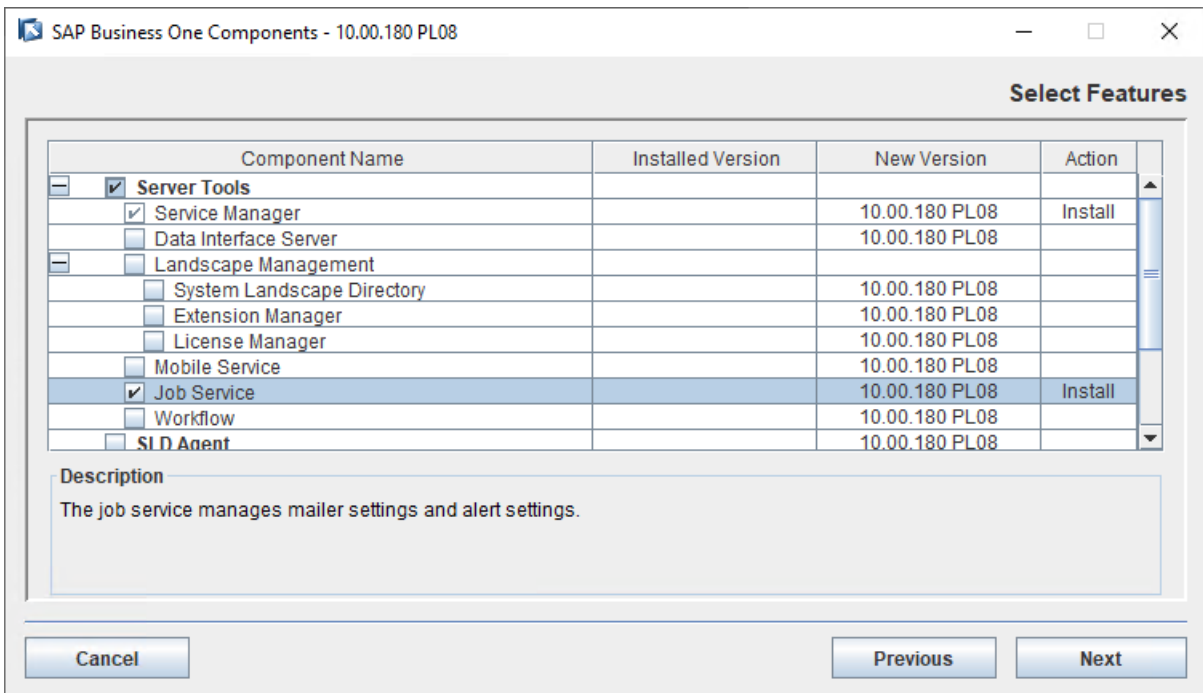 SAP Business One Components - 10.00.180 PL08
Select Features
Component Name Installed Version New Version Action
Server Tools
Service Manager 10.00.180 PL08 Install
Data Interface Server 10.00.180 PL08
Landscape Management
System Landscape Directory 10.00.180 PL08
Extension Manager 10.00.180 PL08
License Manager 10.00.180 PL08
Mobile Service 10.00.180 PL08
Job Service 10.00.180 PL08 Install
Workflow 10.00.180 PL08
SLD Agent 10.00.180 PL08
Description
The job service manages mailer settings and alert settings.
Cancel Previous Next